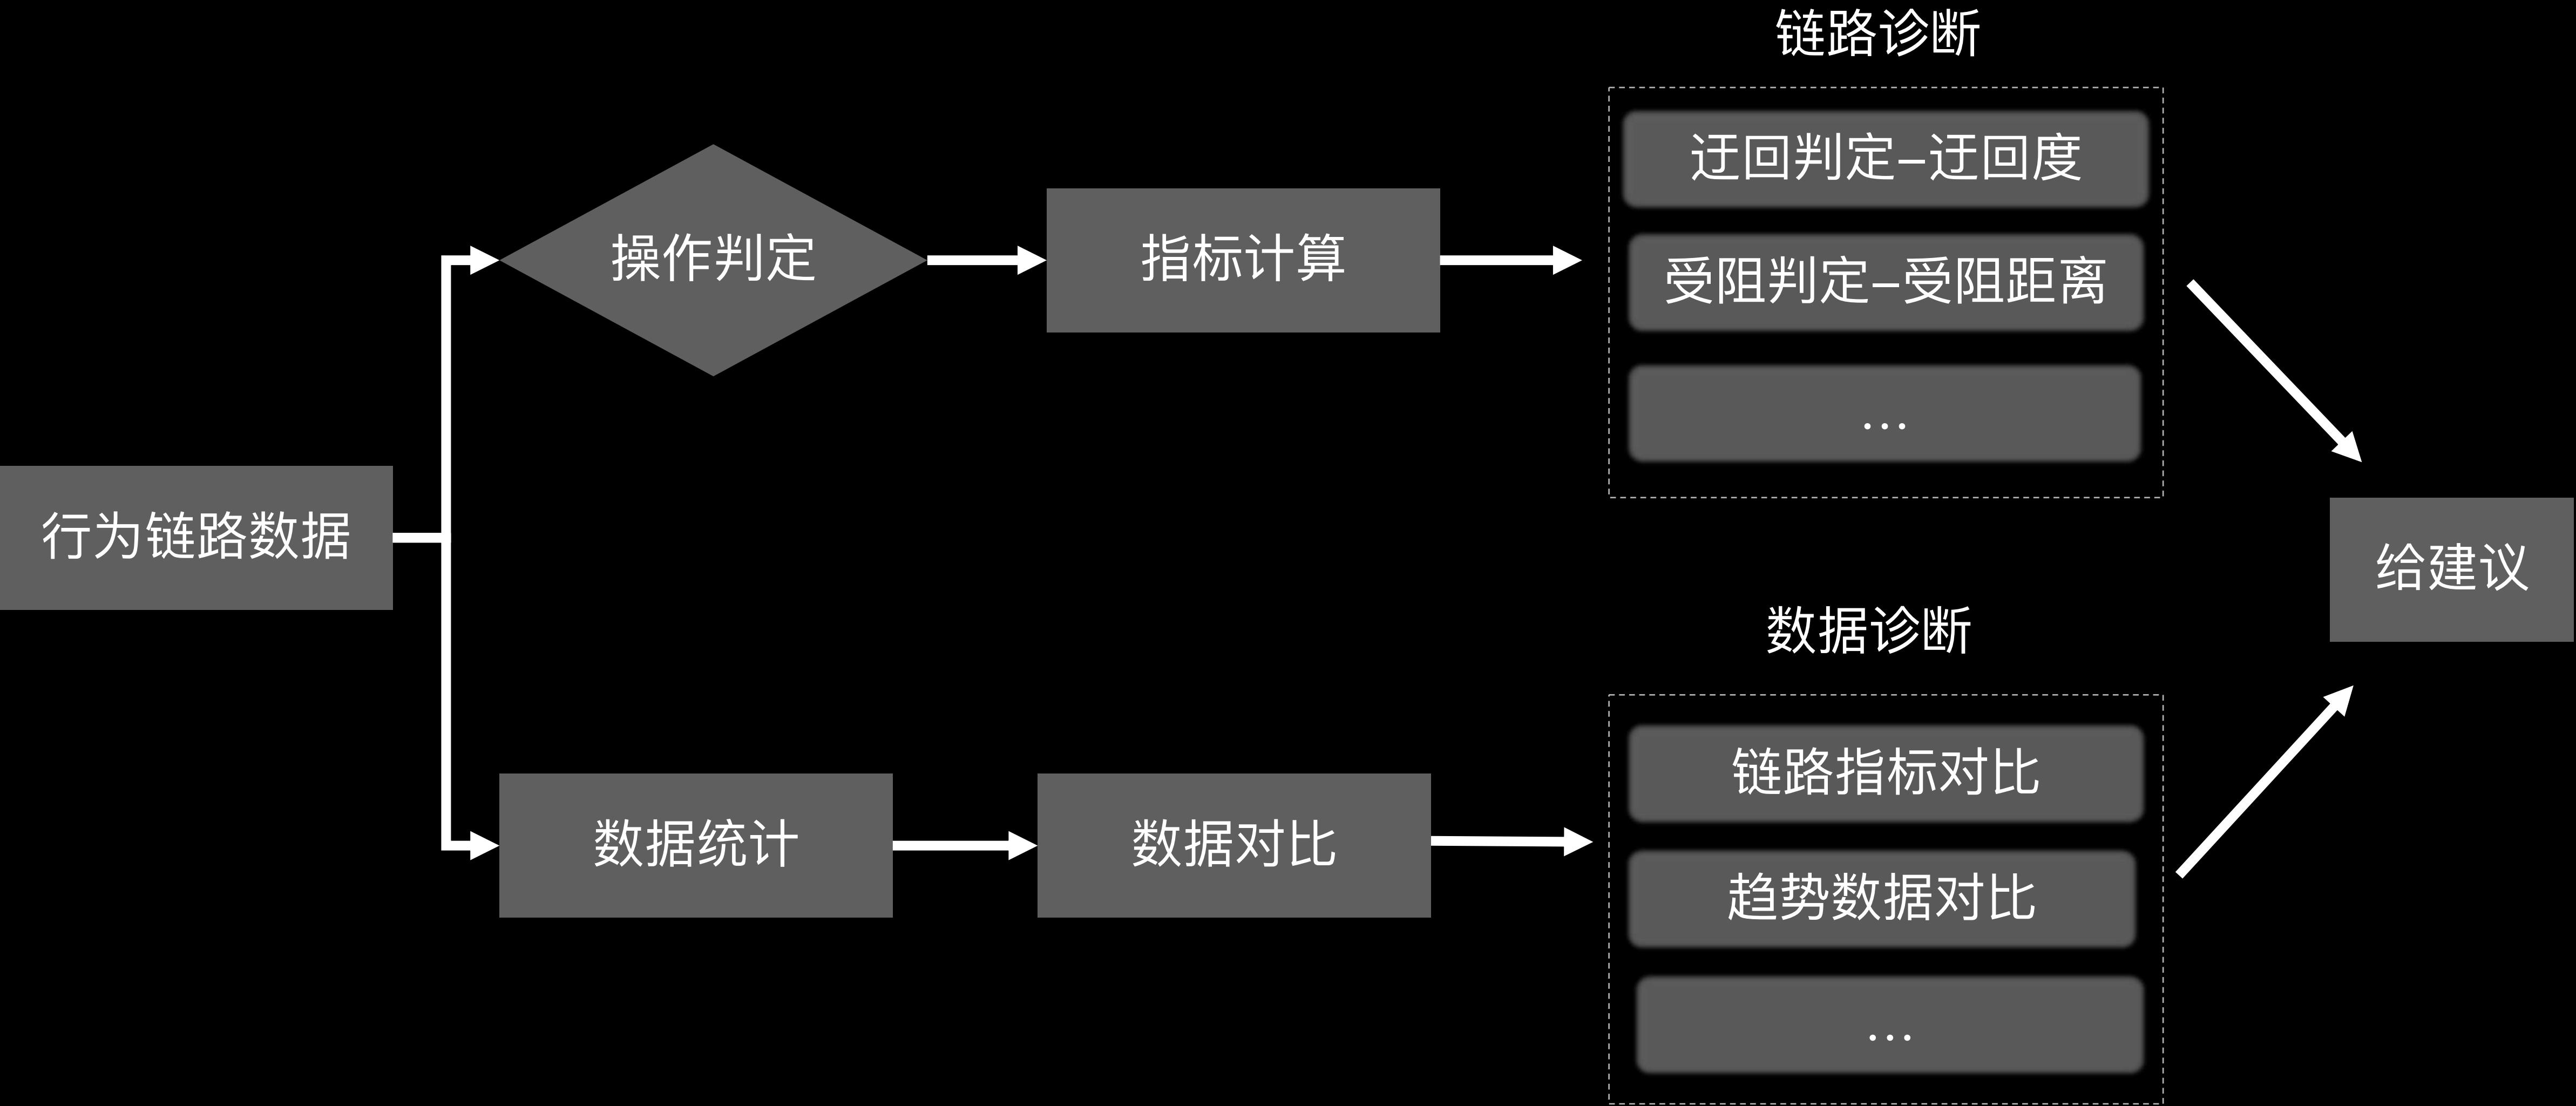 链路诊断
迂回判定–迂回度
操作判定
指标计算
受阻判定–受阻距离
...
行为链路数据
给建议
数据诊断
链路指标对比
数据统计
数据对比
趋势数据对比
...